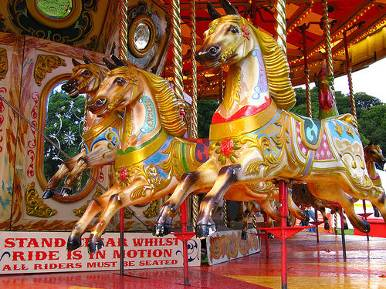 STAND WHILST
RIDE IS IN MOTION
ALL RIDERS MUST BE SEATED